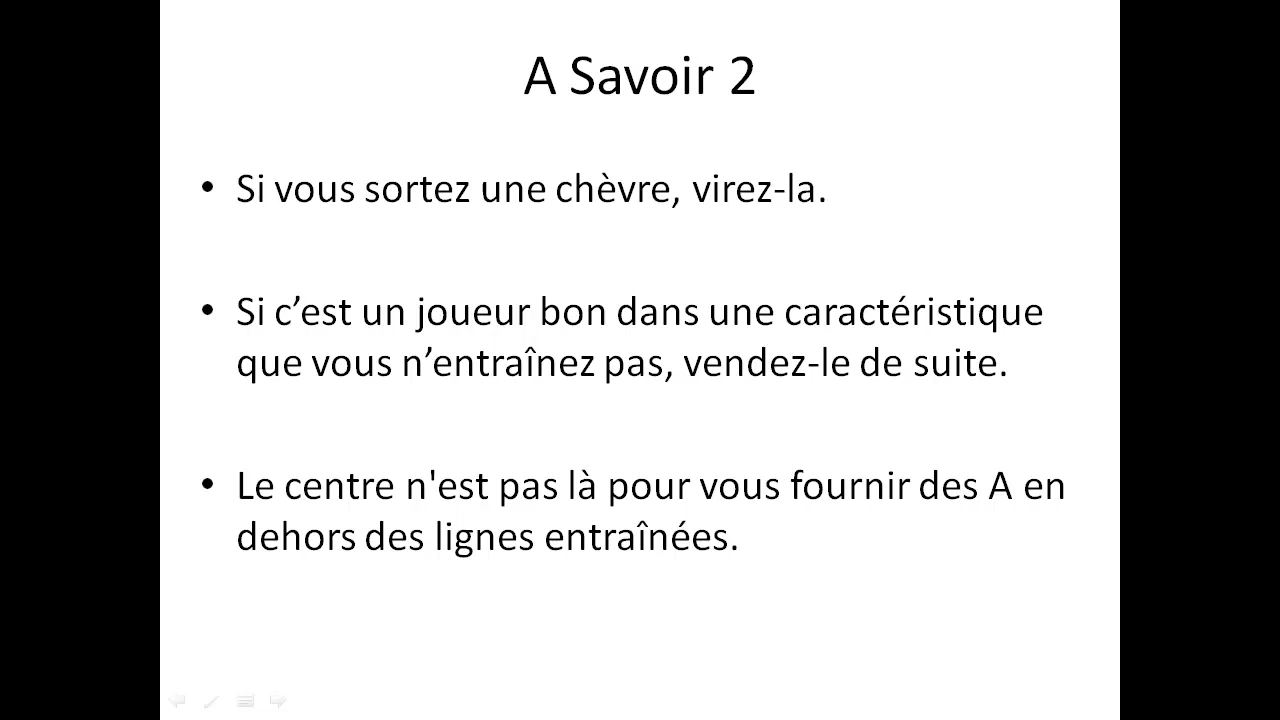 A Savoir 2
• Si vous sortez une chèvre, virez-la.
• Si c’est un joueur bon dans une caractéristique
que vous n’entraînez pas, vendez-le de suite.
• Le centre n'est pas là pour vous fournir des A en
dehors des lignes entraînées.